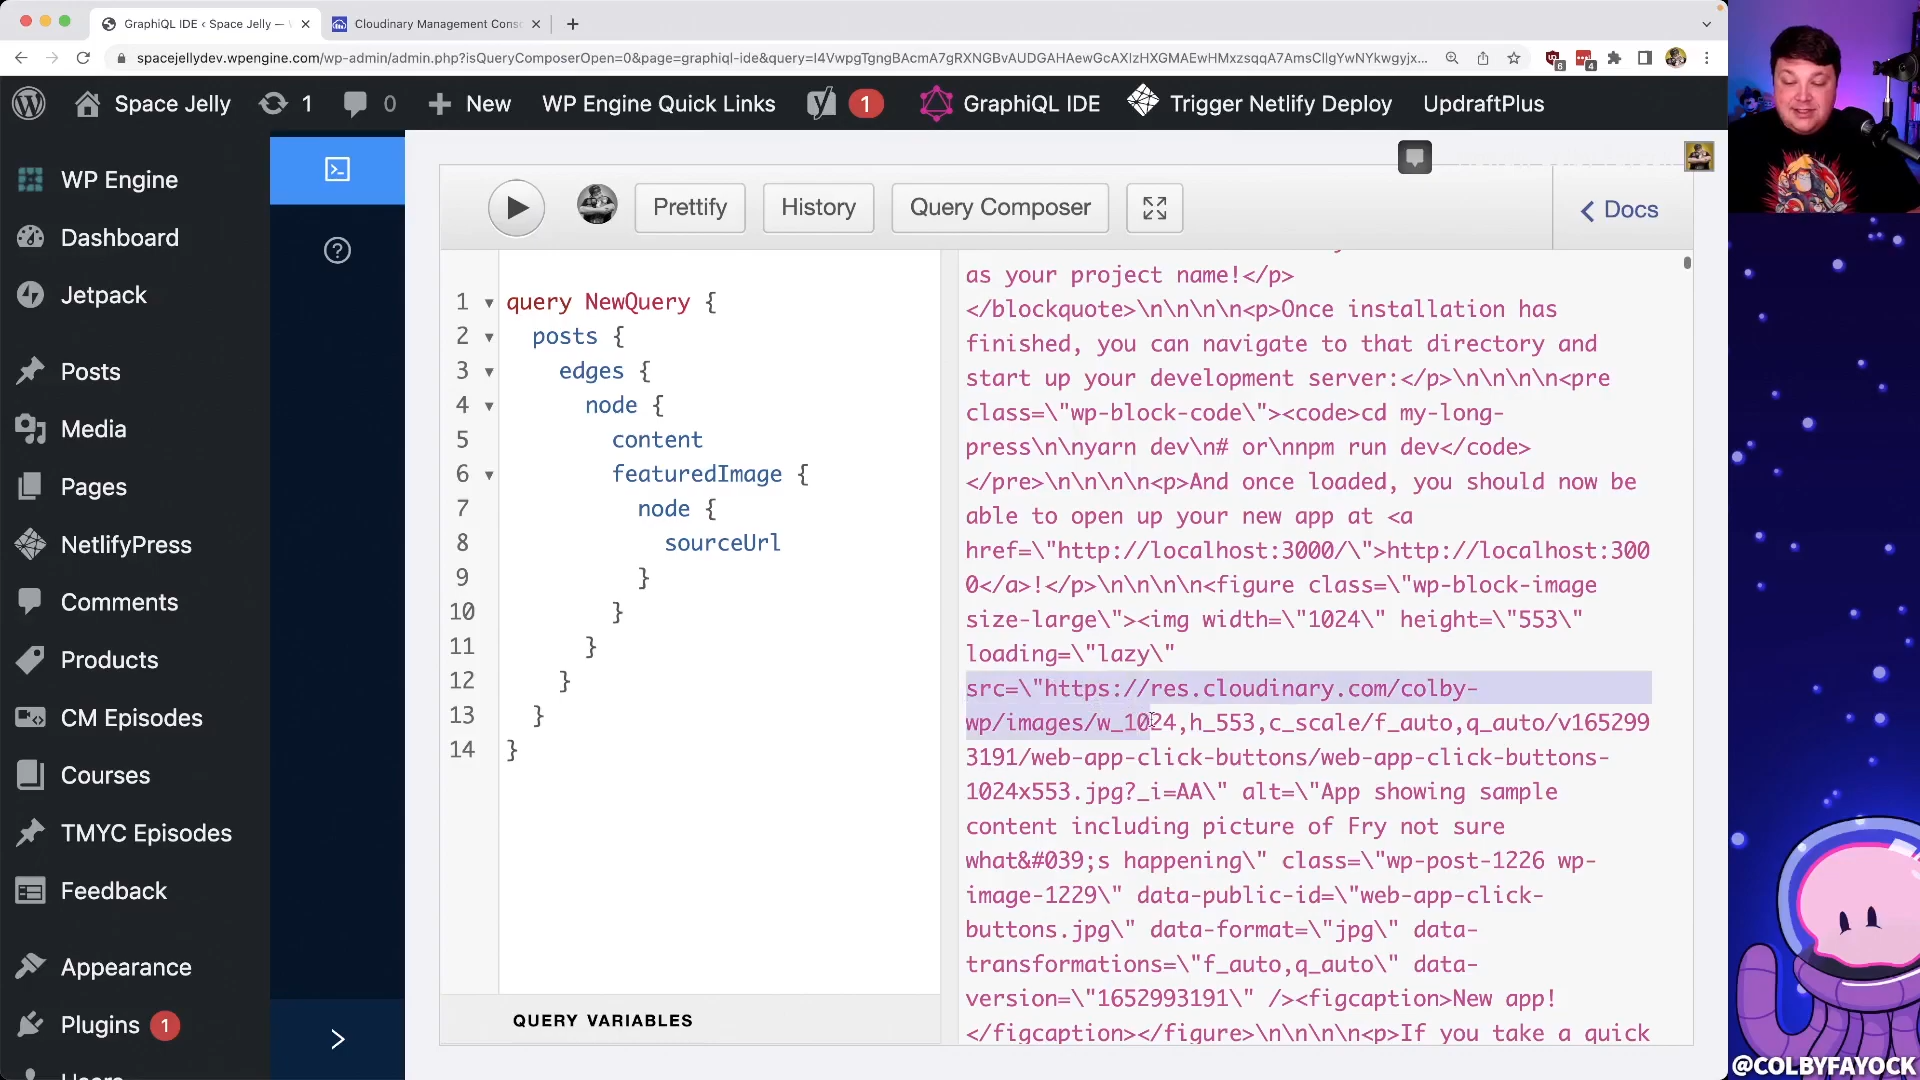 GraphiQL IDE ‹ Space Jelly —
Cloudinary Management Cons
spacejellydev.wpengine.com/wp-admin/admin.php?isQueryComposerOpen=0&page=graphiql-ide&query=I4VwpgTgngBAcmA7gRXNGBvAUDGAHAewGcAXIzHXGMAEwHMxzsqqA7AmsCllgYwNYkwgyjx...
6
4
Space Jelly
1
0
New
WP Engine Quick Links
1
GraphiQL IDE
Trigger Netlify Deploy
UpdraftPlus
WP Engine
Dashboard
Jetpack
Posts
Media
Pages
NetlifyPress
Comments
Products
CM Episodes
Courses
TMYC Episodes
Feedback
Appearance
Plugins 1
Users
Prettify
History
Query Composer
Docs
1 query NewQuery {
2 posts {
3 edges {
4 node {
5 content
6 featuredImage {
7 node {
8 sourceUrl
9 }
10 }
11 }
12 }
13 }
14 }
QUERY VARIABLES
as your project name!</p>
</blockquote>\n\n\n\n<p>Once installation has
finished, you can navigate to that directory and
start up your development server:</p>\n\n\n\n<pre
class=\"wp-block-code\"><code>cd my-long-
press\n\nyarn dev\n# or\nnpm run dev</code>
</pre>\n\n\n\n<p>And once loaded, you should now be
able to open up your new app at <a
href=\"http://localhost:3000/\">http://localhost:300
0</a>!</p>\n\n\n\n<figure class=\"wp-block-image
size-large\"><img width=\"1024\" height=\"553\"
loading=\"lazy\"
src=\"https://res.cloudinary.com/colby-
wp/images/w_1024,h_553,c_scale/f_auto,q_auto/v165299
3191/web-app-click-buttons/web-app-click-buttons-
1024x553.jpg?_i=AA\" alt=\"App showing sample
content including picture of Fry not sure
what&#039;s happening\" class=\"wp-post-1226 wp-
image-1229\" data-public-id=\"web-app-click-
buttons.jpg\" data-format=\"jpg\" data-
transformations=\"f_auto,q_auto\" data-
version=\"1652993191\" /><figcaption>New app!
</figcaption></figure>\n\n\n\n<p>If you take a quick
@COLBYFAYOCK